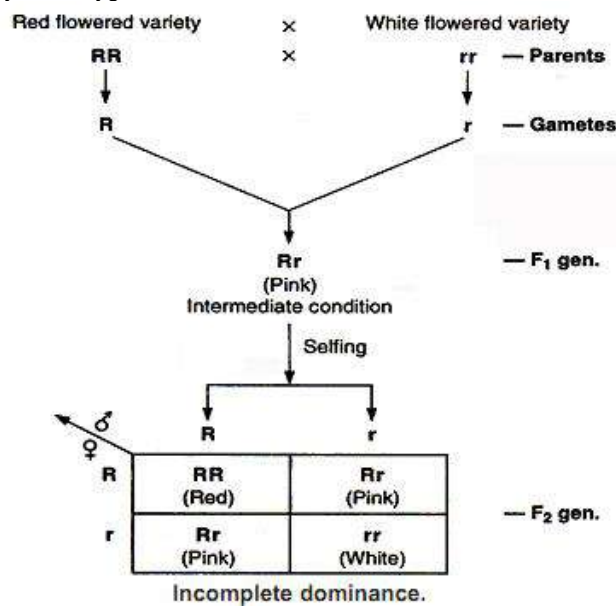 Red flowered variety × White flowered variety
RR × rr — Parents
R r — Gametes
Rr — F₁ gen.
(Pink)
Intermediate condition
Selfing
R r
♂
♀
R RR Rr
(Red) (Pink)
— F₂ gen.
r Rr rr
(Pink) (White)
Incomplete dominance.